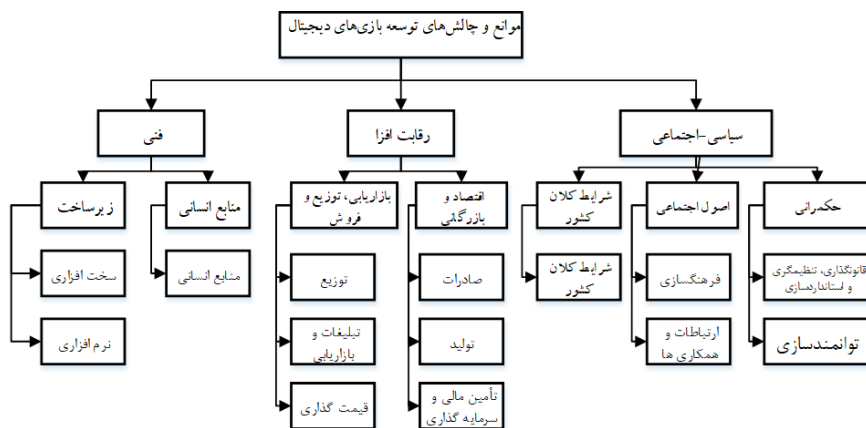 موانع و چالش‌های توسعه بازی‌های دیجیتال
سیاسی-اجتماعی
رقابت افزا
فنی
حکمرانی
اصول اجتماعی
شرایط کلان
کشور
اقتصاد و
بازرگانی
بازاریابی، توزیع و
فروش
منابع انسانی
زیرساخت
قانونگذاری، تنظیمگری
و استانداردسازی
فرهنگسازی
شرایط کلان
کشور
صادرات
توزیع
منابع انسانی
سخت افزاری
توانمندسازی
ارتباطات و
همکاری ها
تولید
تبلیغات و
بازاریابی
نرم افزاری
تأمین مالی و
سرمایه گذاری
قیمت گذاری